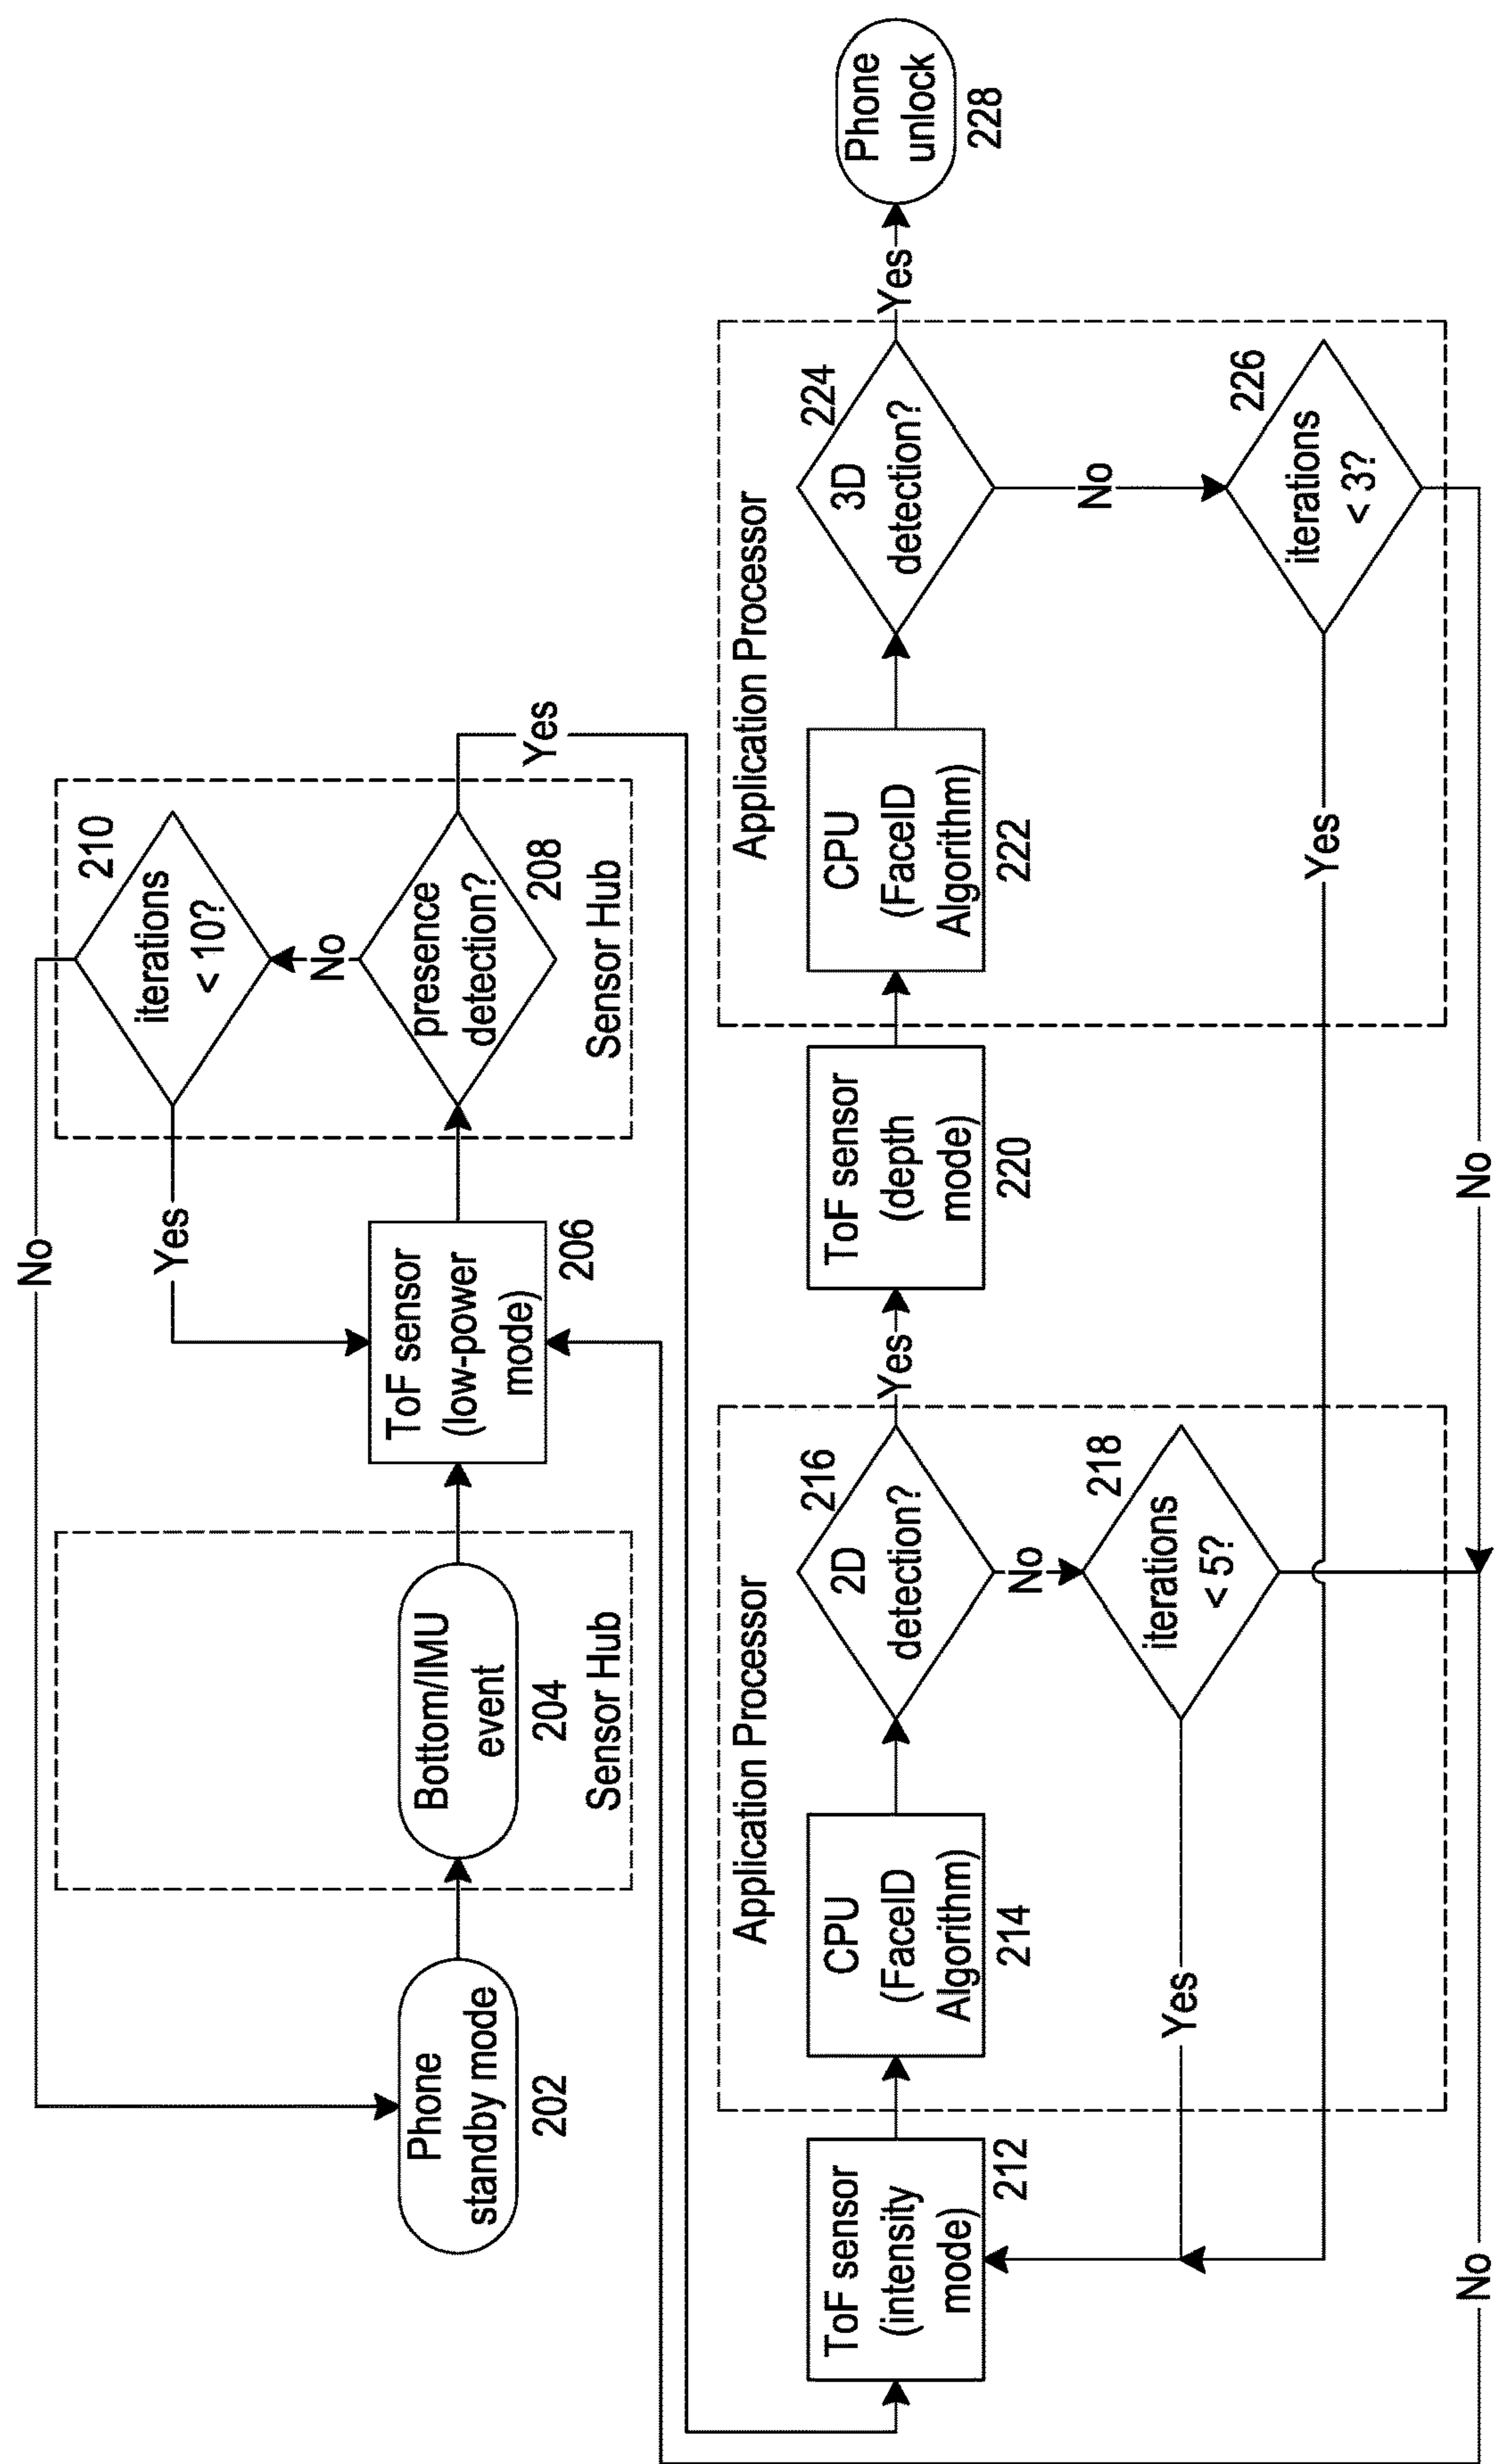 No
Phone
standby mode
202
Bottom/IMU
event
204
Sensor Hub
ToF sensor
(low-power
mode)
206
Yes
iterations
< 10?
210
No
presence
detection?
208
Sensor Hub
Yes
ToF sensor
(intensity
mode)
212
Application Processor
CPU
(FaceID
Algorithm)
214
2D
detection?
216
No
iterations
< 5?
218
Yes
Yes
ToF sensor
(depth
mode)
220
Application Processor
CPU
(FaceID
Algorithm)
222
3D
detection?
224
No
iterations
< 3?
226
Yes
Yes
Phone
unlock
228
No
No